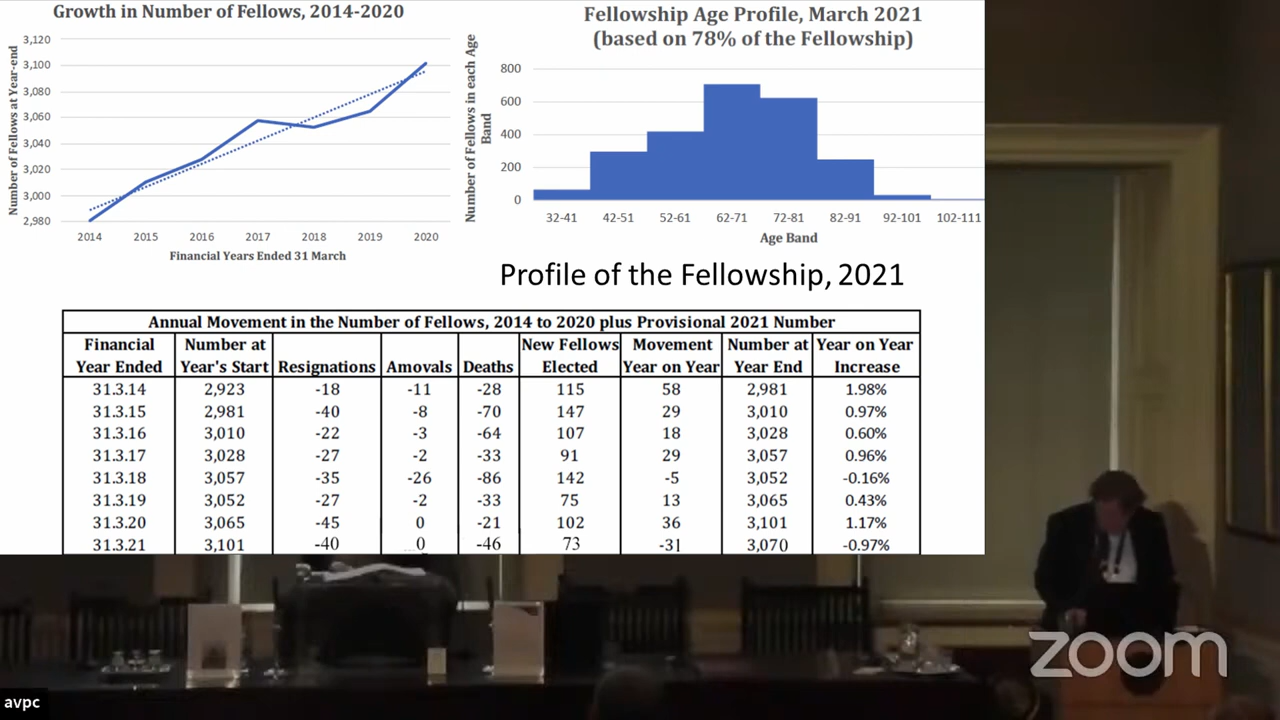 Growth in Number of Fellows, 2014-2020
Number of Fellows at Year-end
3,120
3,100
3,080
3,060
3,040
3,020
3,000
2,980
2014 2015 2016 2017 2018 2019 2020
Financial Years Ended 31 March
Fellowship Age Profile, March 2021
(based on 78% of the Fellowship)
Number of Fellows in each Age
Band
800
600
400
200
0
32-41 42-51 52-61 62-71 72-81 82-91 92-101 102-111
Age Band
Profile of the Fellowship, 2021
Annual Movement in the Number of Fellows, 2014 to 2020 plus Provisional 2021 Number
Financial Number at New Fellows Movement Number at Year on Year
Year Ended Year's Start Resignations Amovals Deaths Elected Year on Year Year End Increase
31.3.14 2,923 -18 -11 -28 115 58 2,981 1.98%
31.3.15 2,981 -40 -8 -70 147 29 3,010 0.97%
31.3.16 3,010 -22 -3 -64 107 18 3,028 0.60%
31.3.17 3,028 -27 -2 -33 91 29 3,057 0.96%
31.3.18 3,057 -35 -26 -86 142 -5 3,052 -0.16%
31.3.19 3,052 -27 -2 -33 75 13 3,065 0.43%
31.3.20 3,065 -45 0 -21 102 36 3,101 1.17%
31.3.21 3,101 -40 0 -46 73 -31 3,070 -0.97%
zoom
avpc